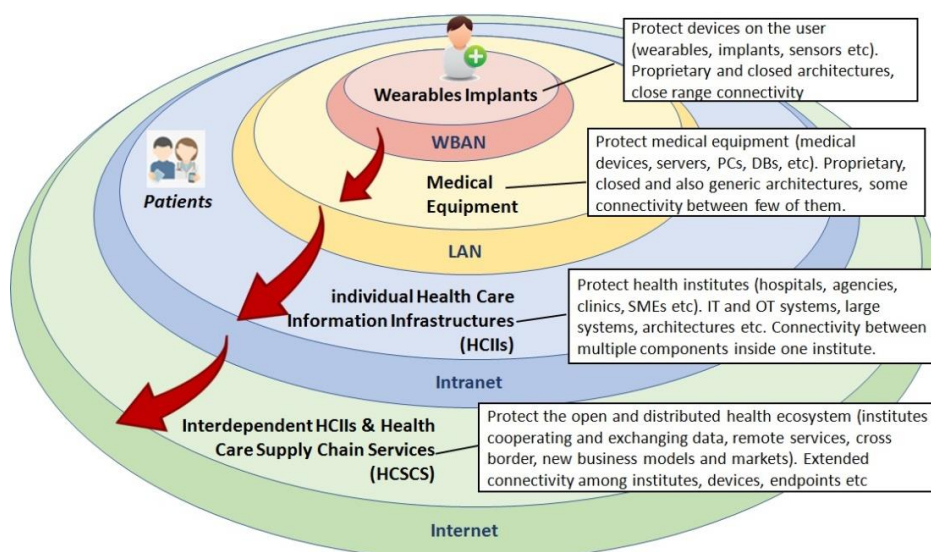 Protect devices on the user
(wearables, implants, sensors etc).
Proprietary and closed architectures,
close range connectivity
Wearables Implants
WBAN
Protect medical equipment (medical
devices, servers, PCs, DBs, etc). Proprietary,
closed and also generic architectures, some
connectivity between few of them.
Patients
Medical
Equipment
LAN
Protect health institutes (hospitals, agencies,
clinics, SMEs etc). IT and OT systems, large
systems, architectures etc. Connectivity between
multiple components inside one institute.
individual Health Care
Information Infrastructures
(HCIIs)
Intranet
Protect the open and distributed health ecosystem (institutes
cooperating and exchanging data, remote services, cross
border, new business models and markets). Extended
connectivity among institutes, devices, endpoints etc
Interdependent HCIIs & Health
Care Supply Chain Services
(HCSCS)
Internet